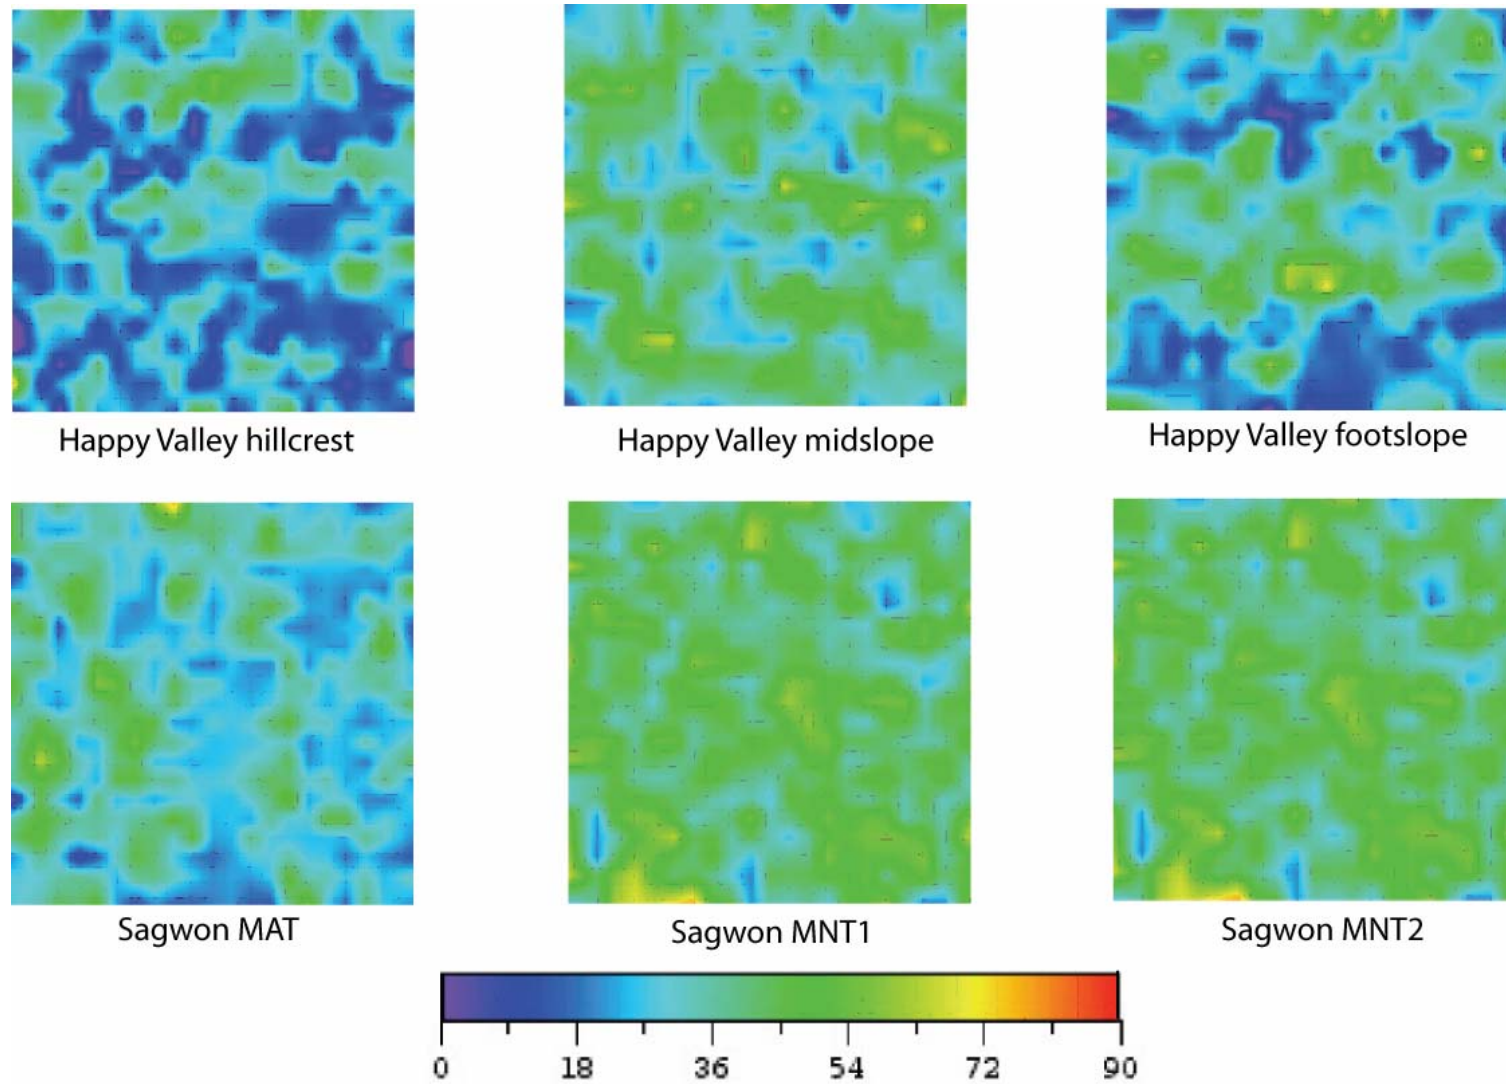 Happy Valley hillcrest
Happy Valley midslope
Happy Valley footslope
Sagwon MAT
Sagwon MNT1
Sagwon MNT2
0 18 36 54 72 90